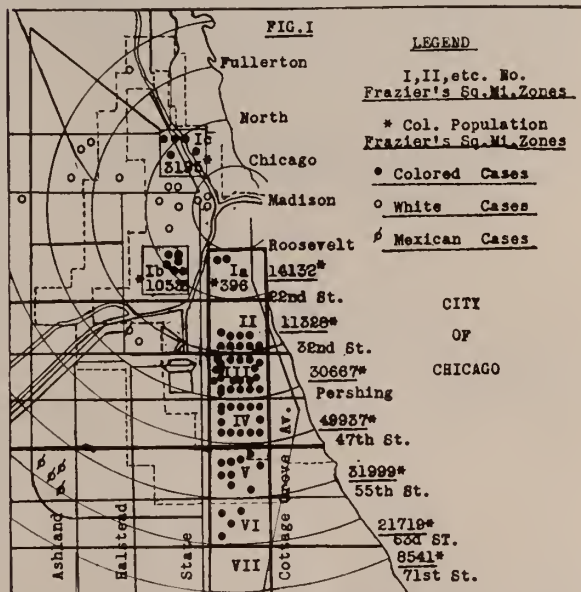 FIG.I
LEGEND
I,II,etc. No.
Frazier's Sq.Mi.Zones
* Col. Population
Frazier's Sq.Mi.Zones
• Colored Cases
○ White Cases
ø Mexican Cases
CITY
OF
CHICAGO
Fullerton
North
Chicago
Madison
Roosevelt
Ic
*
Ib
*
Ia
*396
14132*
22nd St.
II
11328*
32nd St.
III
30667*
Pershing
IV
49937*
47th St.
V
31999*
55th St.
VI
21719*
63d ST.
VII
8541*
71st St.
Ashland
Halstead
State
Cottage Grove Av.